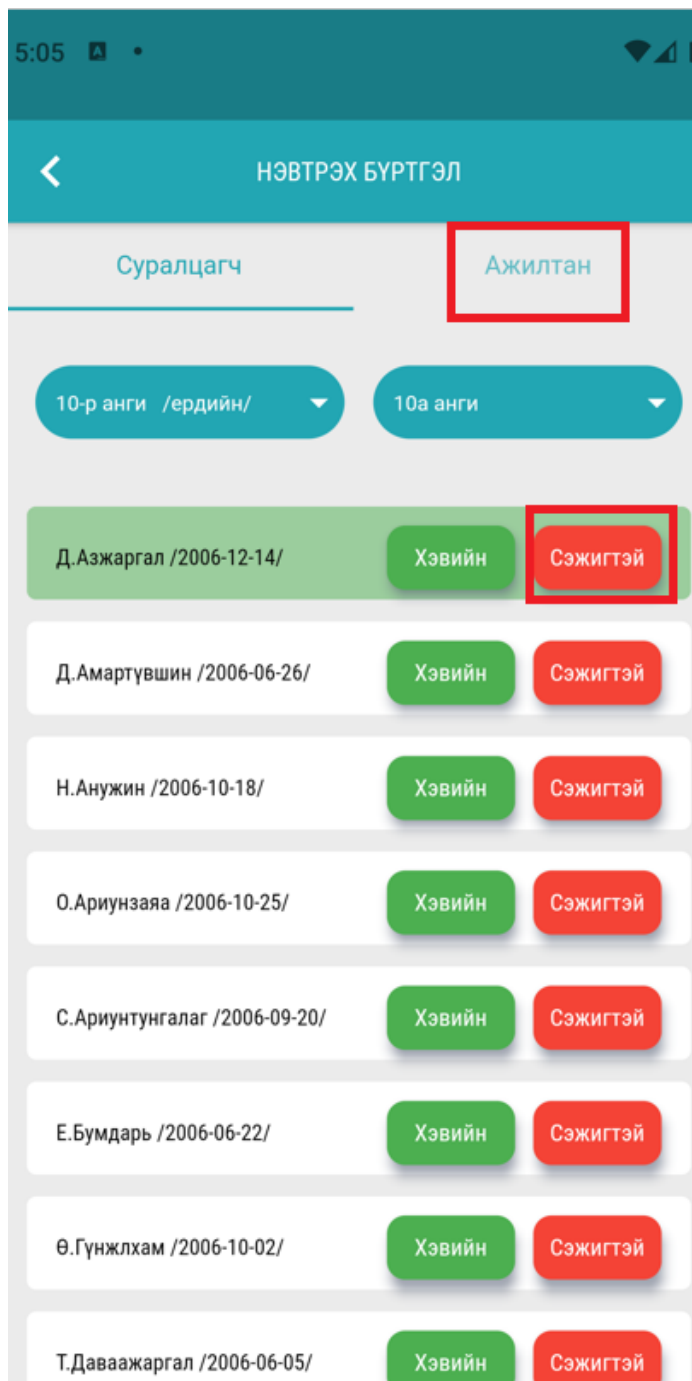 5:05
НЭВТРЭХ БҮРТГЭЛ
Суралцагч Ажилтан
10-р анги /ердийн/ 10а анги
Д.Азжаргал /2006-12-14/ Хэвийн Сэжигтэй
Д.Амартүвшин /2006-06-26/ Хэвийн Сэжигтэй
Н.Анужин /2006-10-18/ Хэвийн Сэжигтэй
О.Ариунзаяа /2006-10-25/ Хэвийн Сэжигтэй
С.Ариунтунгалаг /2006-09-20/ Хэвийн Сэжигтэй
Е.Бумдарь /2006-06-22/ Хэвийн Сэжигтэй
Ө.Гүнжлхам /2006-10-02/ Хэвийн Сэжигтэй
Т.Даваажаргал /2006-06-05/ Хэвийн Сэжигтэй